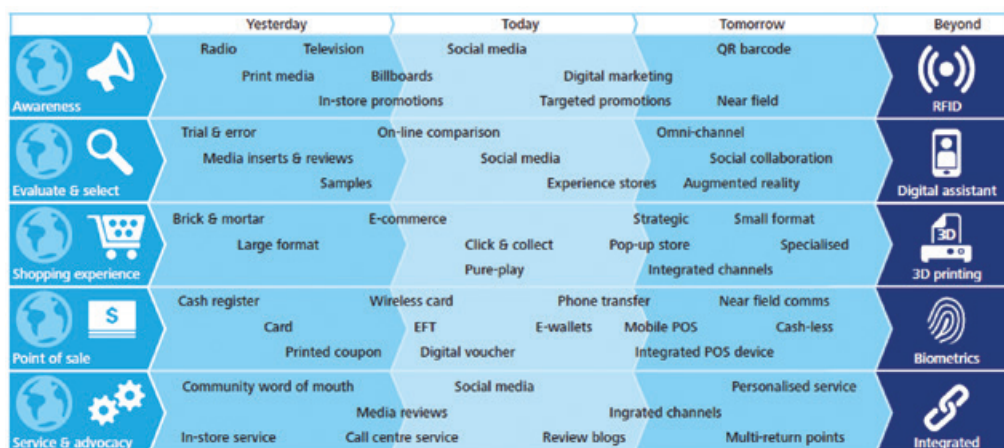 Yesterday Today Tomorrow Beyond
Radio Television Social media QR barcode
Print media Billboards Digital marketing
In-store promotions Targeted promotions Near field
Awareness RFID
Trial & error On-line comparison Omni-channel
Media inserts & reviews Social media Social collaboration
Samples Experience stores Augmented reality
Evaluate & select Digital assistant
Brick & mortar E-commerce Strategic Small format
3D
Large format Click & collect Pop-up store Specialised
Pure-play Integrated channels
Shopping experience 3D printing
Cash register Wireless card Phone transfer Near field comms
$
Card EFT E-wallets Mobile POS Cash-less
Printed coupon Digital voucher Integrated POS device
Point of sale Biometrics
Community word of mouth Social media Personalised service
Media reviews Ingrated channels
In-store service Call centre service Review blogs Multi-return points
Service & advocacy Integrated